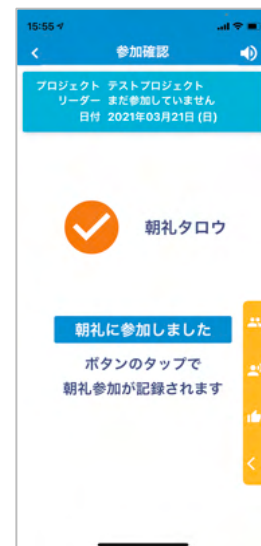 15:55
参加確認
プロジェクト テストプロジェクト
リーダー まだ参加していません
日付 2021年03月21日 (日)
朝礼タロウ
朝礼に参加しました
ボタンのタップで
朝礼参加が記録されます